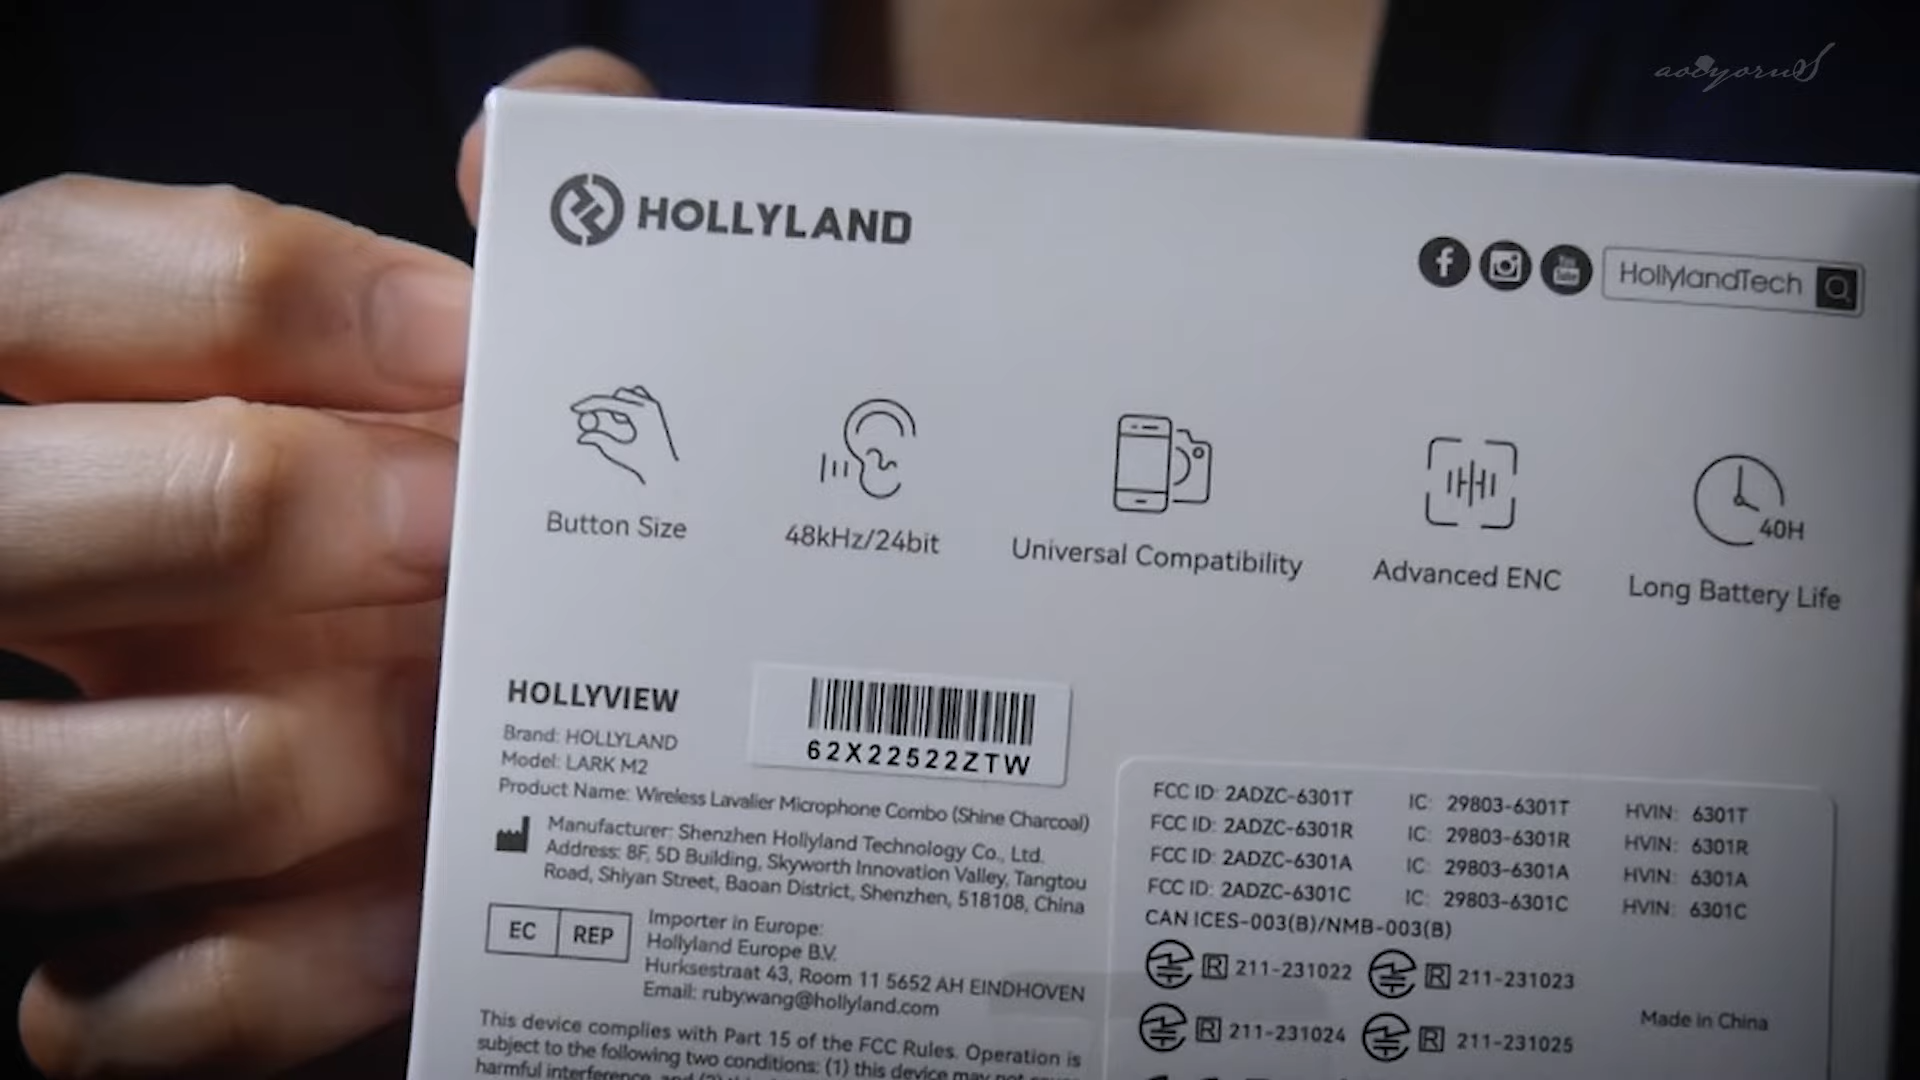 aoiyoru
HOLLYLAND
HollylandTech
Button Size
48kHz/24bit
Universal Compatibility
Advanced ENC
40H
Long Battery Life
HOLLYVIEW
Brand: HOLLYLAND
Model: LARK M2
Product Name: Wireless Lavalier Microphone Combo (Shine Charcoal)
62X22522ZTW
Manufacturer: Shenzhen Hollyland Technology Co., Ltd.
Address: 8F, 5D Building, Skyworth Innovation Valley, Tangtou
Road, Shiyan Street, Baoan District, Shenzhen, 518108, China
EC REP
Importer in Europe:
Hollyland Europe B.V.
Hurksestraat 43, Room 11 5652 AH EINDHOVEN
Email: rubywang@hollyland.com
This device complies with Part 15 of the FCC Rules. Operation is
subject to the following two conditions: (1) this device may not cause
harmful interference, and (2) this
FCC ID: 2ADZC-6301T IC: 29803-6301T HVIN: 6301T
FCC ID: 2ADZC-6301R IC: 29803-6301R HVIN: 6301R
FCC ID: 2ADZC-6301A IC: 29803-6301A HVIN: 6301A
FCC ID: 2ADZC-6301C IC: 29803-6301C HVIN: 6301C
CAN ICES-003(B)/NMB-003(B)
R 211-231022 R 211-231023
R 211-231024 R 211-231025
Made in China